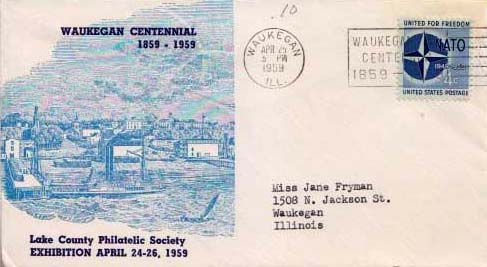 WAUKEGAN CENTENNIAL
1859 - 1959
.10
WAUKEGAN
APR 25
5 PM
1959
ILL.
WAUKEGAN
CENTE
1859
UNITED FOR FREEDOM
NATO
1949
4c
UNITED STATES POSTAGE
Miss Jane Fryman
1508 N. Jackson St.
Waukegan
Illinois
Lake County Philatelic Society
EXHIBITION APRIL 24-26, 1959